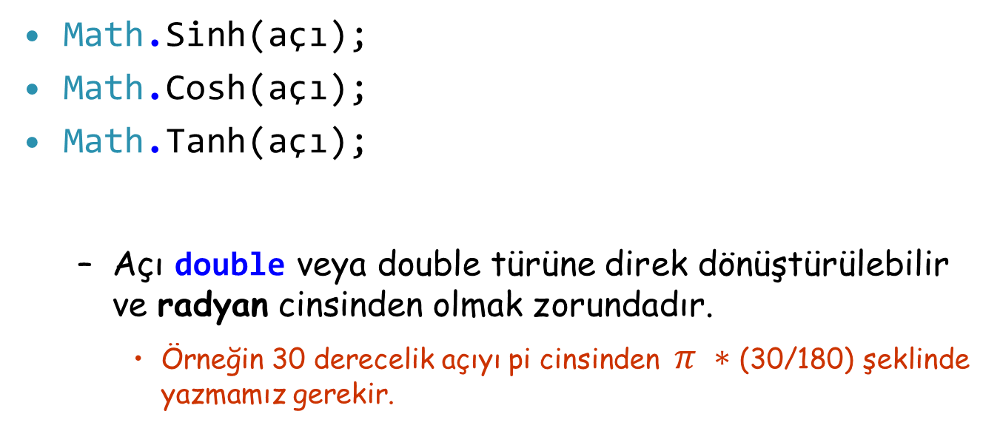 • Math.Sinh(açı);
• Math.Cosh(açı);
• Math.Tanh(açı);
– Açı double veya double türüne direk dönüştürülebilir
ve radyan cinsinden olmak zorundadır.
• Örneğin 30 derecelik açıyı pi cinsinden 𝜋 ∗ (30/180) şeklinde
yazmamız gerekir.